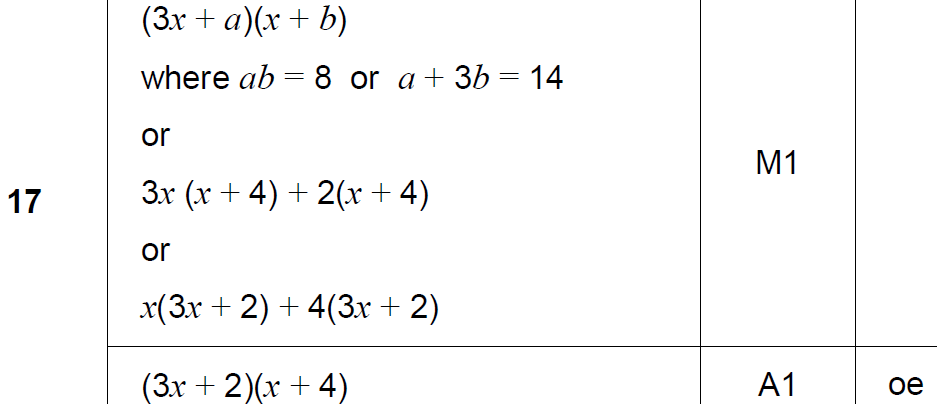 (3x + a)(x + b)
where ab = 8 or a + 3b = 14
or
M1
17
3x (x + 4) + 2(x + 4)
or
x(3x + 2) + 4(3x + 2)
(3x + 2)(x + 4) A1 oe